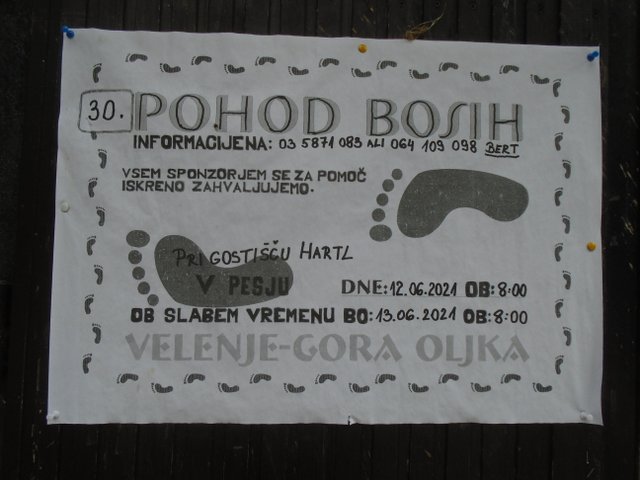 30. POHOD BOSIH
INFORMACIJENA: 03 5871 083 ALI 064 109 098 BERT
VSEM SPONZORJEM SE ZA POMOČ
ISKRENO ZAHVALJUJEMO.
PRI GOSTIŠČU HARTL
V PESJU
DNE: 12.06.2021 OB: 8:00
OB SLABEM VREMENU BO: 13.06.2021 OB: 8:00
VELENJE-GORA OLJKA